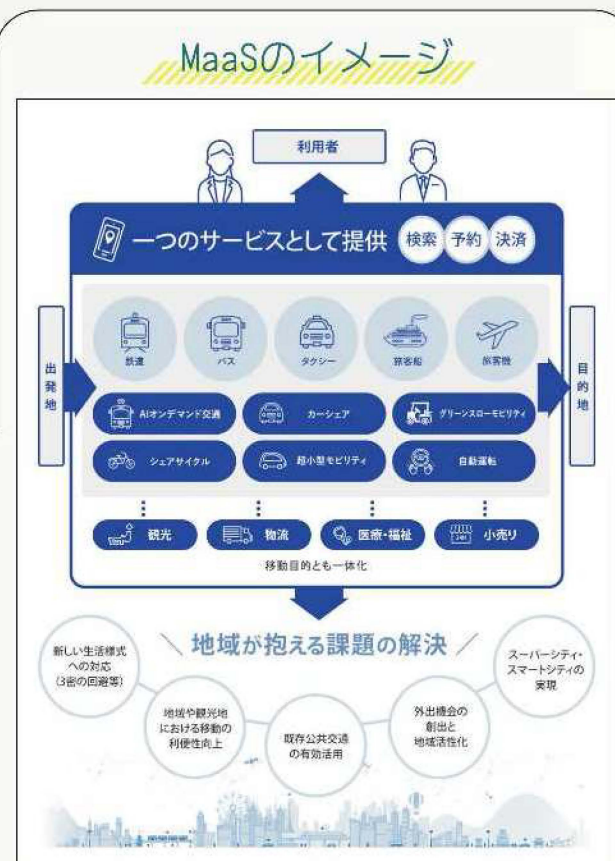 MaaSのイメージ
利用者
一つのサービスとして提供 検索 予約 決済
出発地
目的地
鉄道 バス タクシー 旅客船 旅客機
AIオンデマンド交通 カーシェア グリーンスローモビリティ
シェアサイクル 超小型モビリティ 自動運転
観光 物流 医療・福祉 小売り
移動目的とも一体化
地域が抱える課題の解決
新しい生活様式
への対応
(3密の回避等)
地域や観光地
における移動の
利便性向上
既存公共交通
の有効活用
外出機会の
創出と
地域活性化
スーパーシティ・
スマートシティの
実現